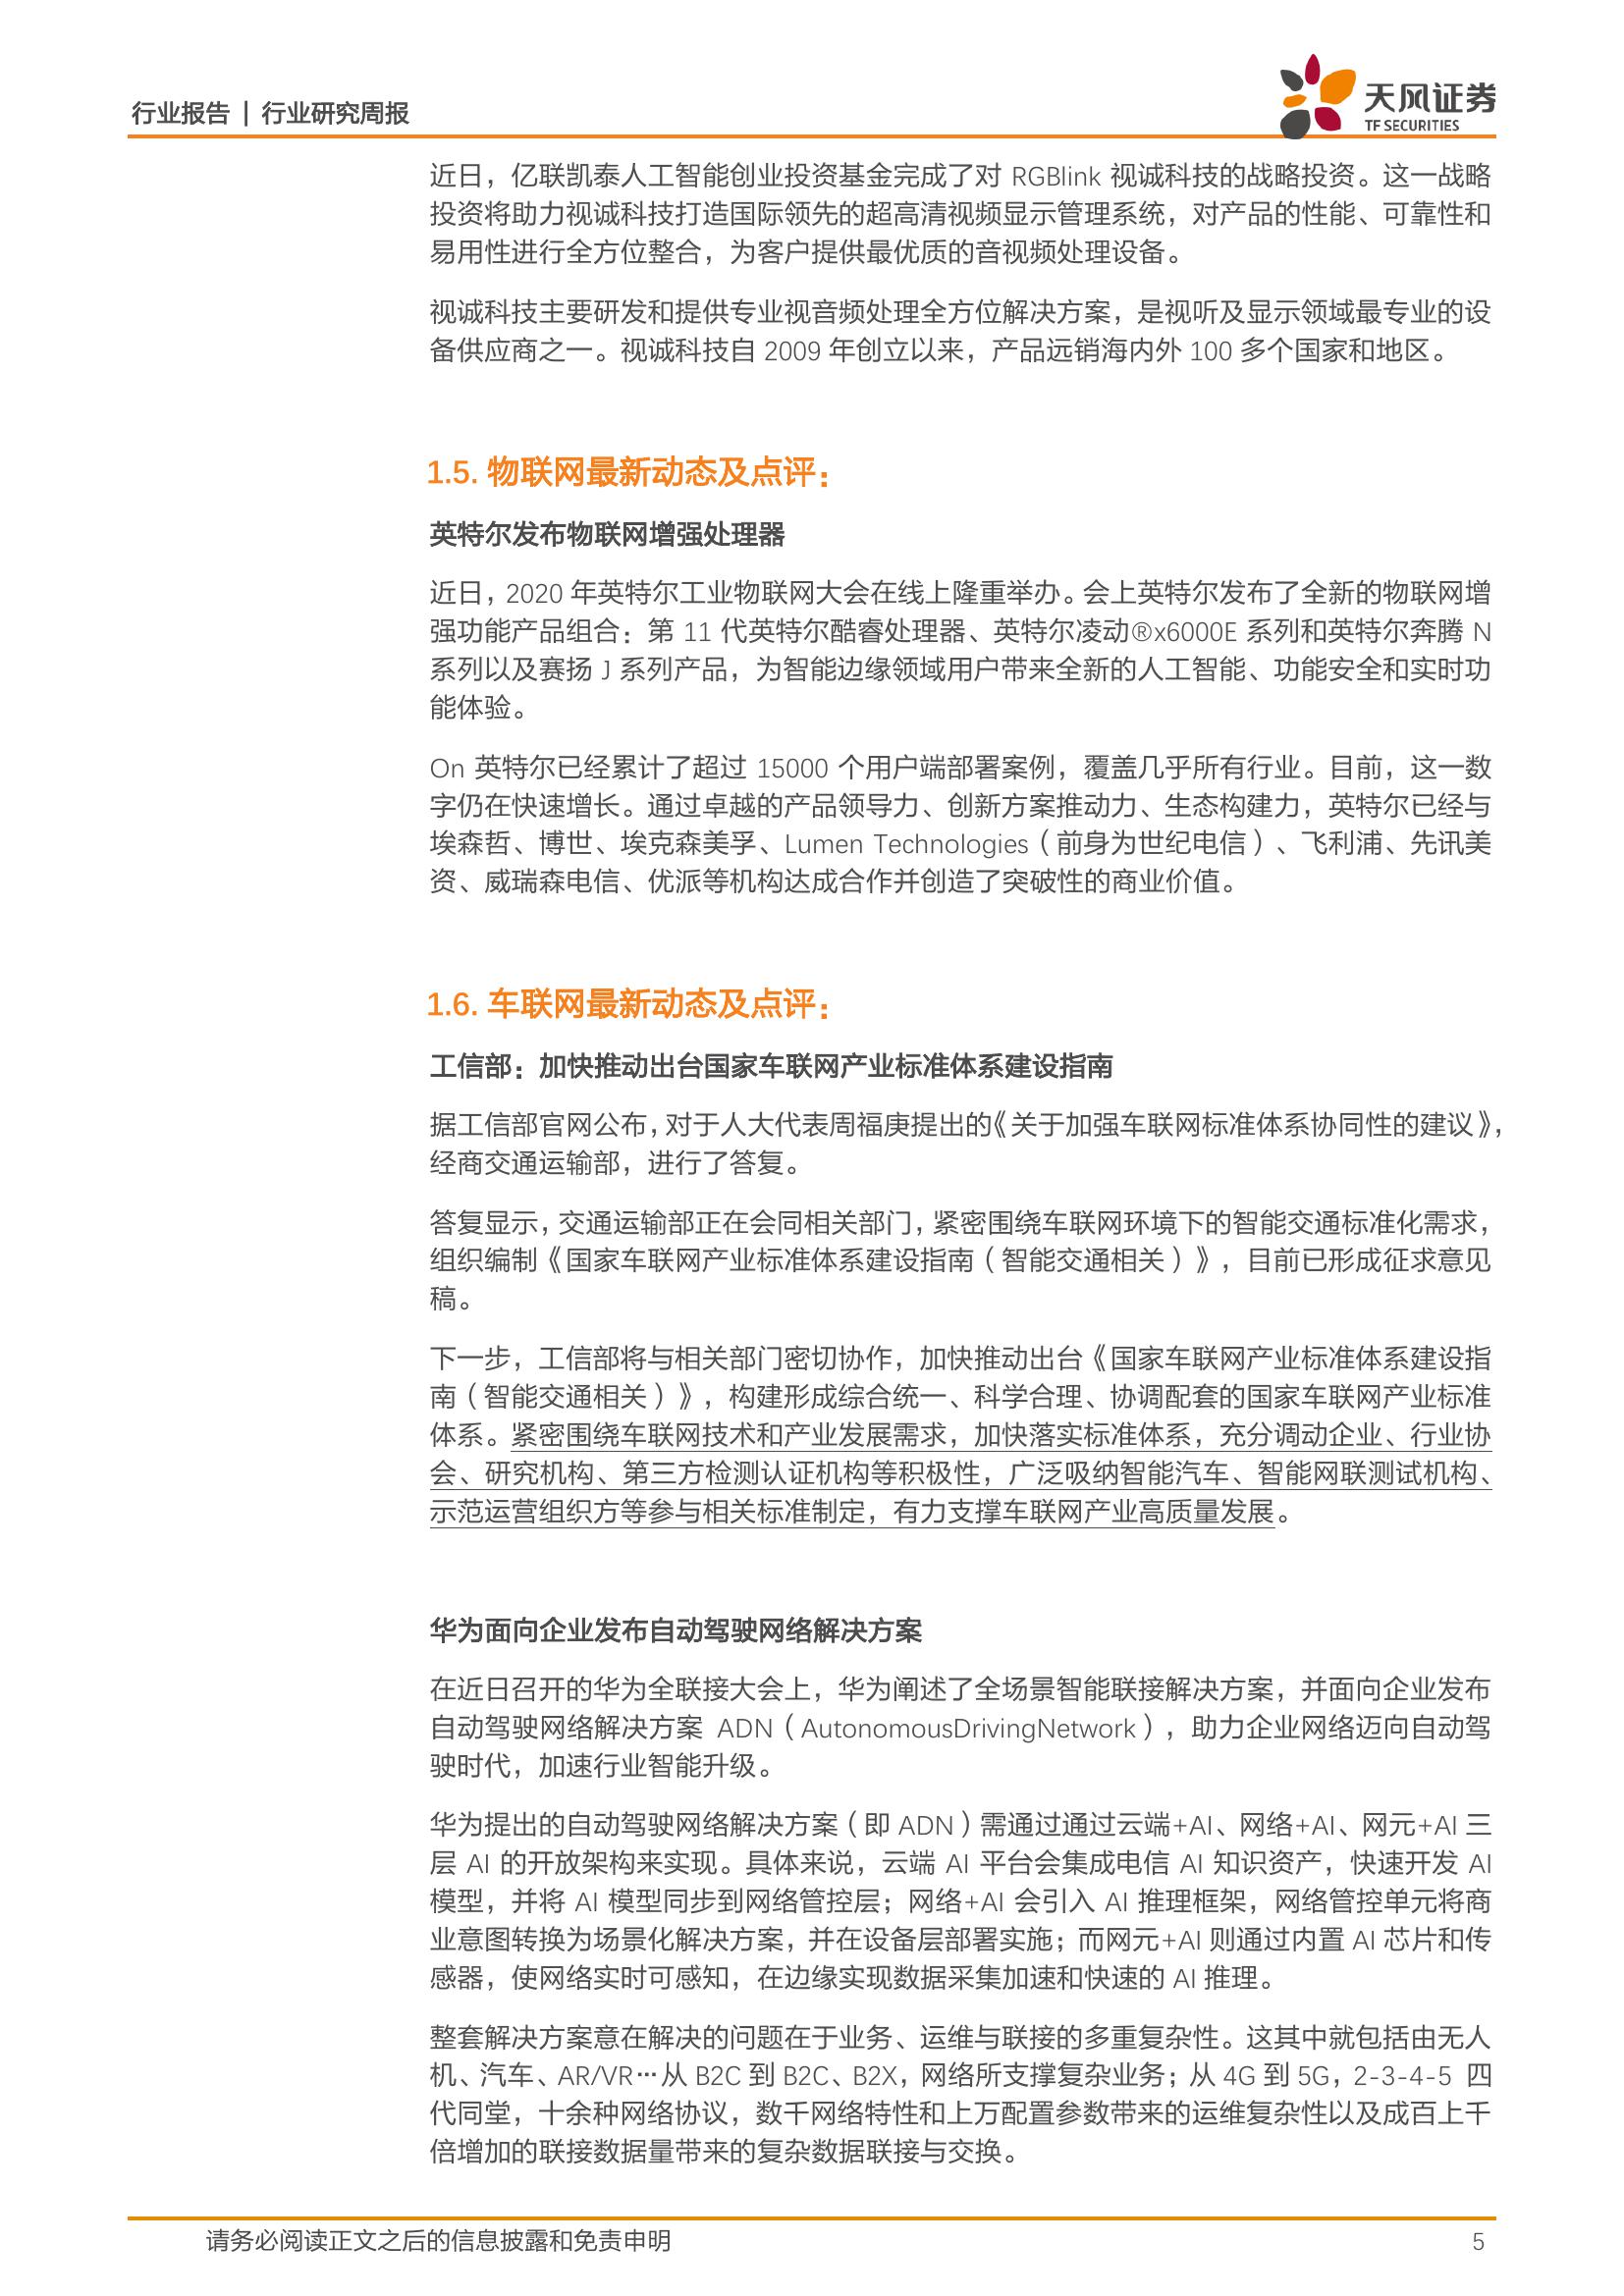 行业报告 | 行业研究周报
天风证券
TF SECURITIES
近日，亿联凯泰人工智能创业投资基金完成了对 RGBlink 视诚科技的战略投资。这一战略
投资将助力视诚科技打造国际领先的超高清视频显示管理系统，对产品的性能、可靠性和
易用性进行全方位整合，为客户提供最优质的音视频处理设备。
视诚科技主要研发和提供专业视音频处理全方位解决方案，是视听及显示领域最专业的设
备供应商之一。视诚科技自 2009 年创立以来，产品远销海内外 100 多个国家和地区。
1.5. 物联网最新动态及点评：
英特尔发布物联网增强处理器
近日，2020 年英特尔工业物联网大会在线上隆重举办。会上英特尔发布了全新的物联网增
强功能产品组合：第 11 代英特尔酷睿处理器、英特尔凌动®x6000E 系列和英特尔奔腾 N
系列以及赛扬 J 系列产品，为智能边缘领域用户带来全新的人工智能、功能安全和实时功
能体验。
On 英特尔已经累计了超过 15000 个用户端部署案例，覆盖几乎所有行业。目前，这一数
字仍在快速增长。通过卓越的产品领导力、创新方案推动力、生态构建力，英特尔已经与
埃森哲、博世、埃克森美孚、Lumen Technologies（前身为世纪电信）、飞利浦、先讯美
资、威瑞森电信、优派等机构达成合作并创造了突破性的商业价值。
1.6. 车联网最新动态及点评：
工信部：加快推动出台国家车联网产业标准体系建设指南
据工信部官网公布，对于人大代表周福庚提出的《关于加强车联网标准体系协同性的建议》，
经商交通运输部，进行了答复。
答复显示，交通运输部正在会同相关部门，紧密围绕车联网环境下的智能交通标准化需求，
组织编制《国家车联网产业标准体系建设指南（智能交通相关）》，目前已形成征求意见
稿。
下一步，工信部将与相关部门密切协作，加快推动出台《国家车联网产业标准体系建设指
南（智能交通相关）》，构建形成综合统一、科学合理、协调配套的国家车联网产业标准
体系。紧密围绕车联网技术和产业发展需求，加快落实标准体系，充分调动企业、行业协
会、研究机构、第三方检测认证机构等积极性，广泛吸纳智能汽车、智能网联测试机构、
示范运营组织方等参与相关标准制定，有力支撑车联网产业高质量发展。
华为面向企业发布自动驾驶网络解决方案
在近日召开的华为全联接大会上，华为阐述了全场景智能联接解决方案，并面向企业发布
自动驾驶网络解决方案 ADN（AutonomousDrivingNetwork），助力企业网络迈向自动驾
驶时代，加速行业智能升级。
华为提出的自动驾驶网络解决方案（即 ADN）需通过通过云端+AI、网络+AI、网元+AI 三
层 AI 的开放架构来实现。具体来说，云端 AI 平台会集成电信 AI 知识资产，快速开发 AI
模型，并将 AI 模型同步到网络管控层；网络+AI 会引入 AI 推理框架，网络管控单元将商
业意图转换为场景化解决方案，并在设备层部署实施；而网元+AI 则通过内置 AI 芯片和传
感器，使网络实时可感知，在边缘实现数据采集加速和快速的 AI 推理。
整套解决方案意在解决的问题在于业务、运维与联接的多重复杂性。这其中就包括由无人
机、汽车、AR/VR…从 B2C 到 B2C、B2X，网络所支撑复杂业务；从 4G 到 5G，2-3-4-5 四
代同堂，十余种网络协议，数千网络特性和上万配置参数带来的运维复杂性以及成百上千
倍增加的联接数据量带来的复杂数据联接与交换。
请务必阅读正文之后的信息披露和免责申明
5